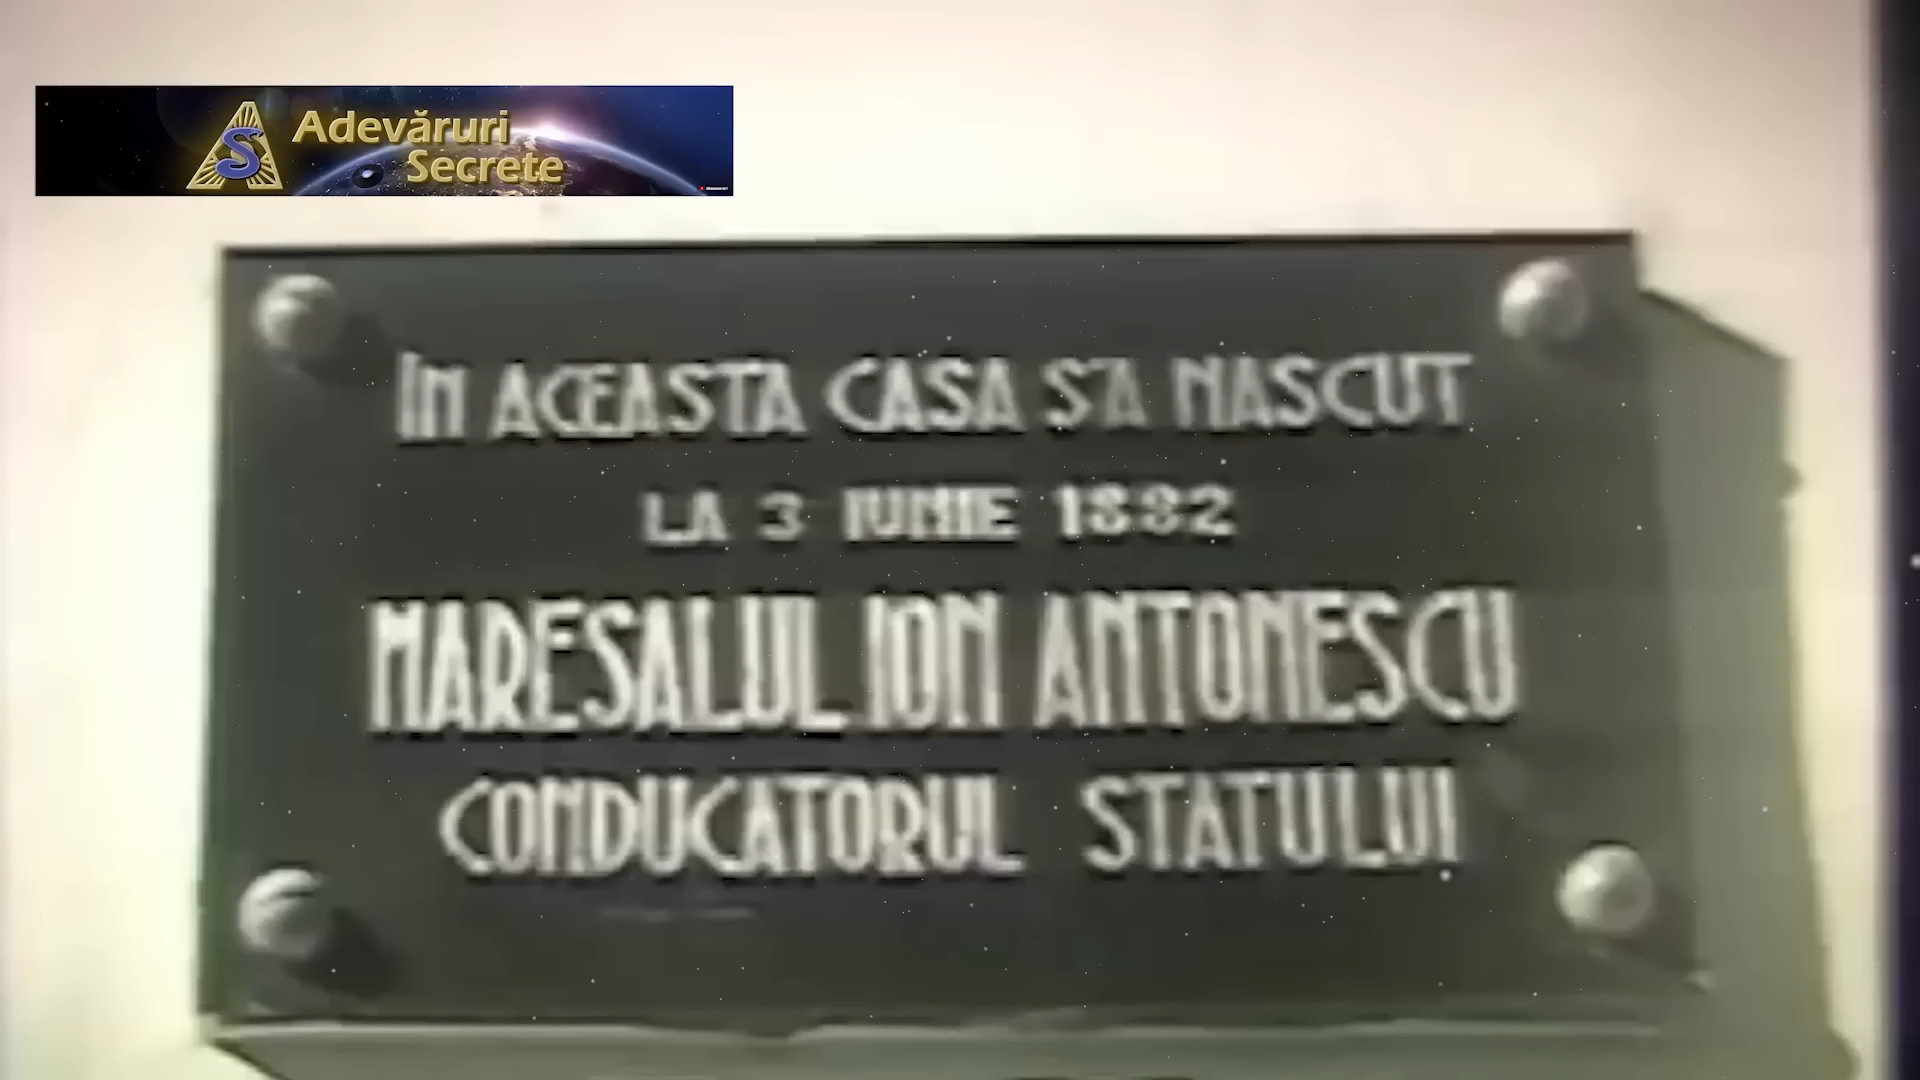 Adevăruri
Secrete
IN ACEASTA CASA S'A NASCUT
LA 3 IUNIE 1882
MARESALUL ION ANTONESCU
CONDUCATORUL STATULUI